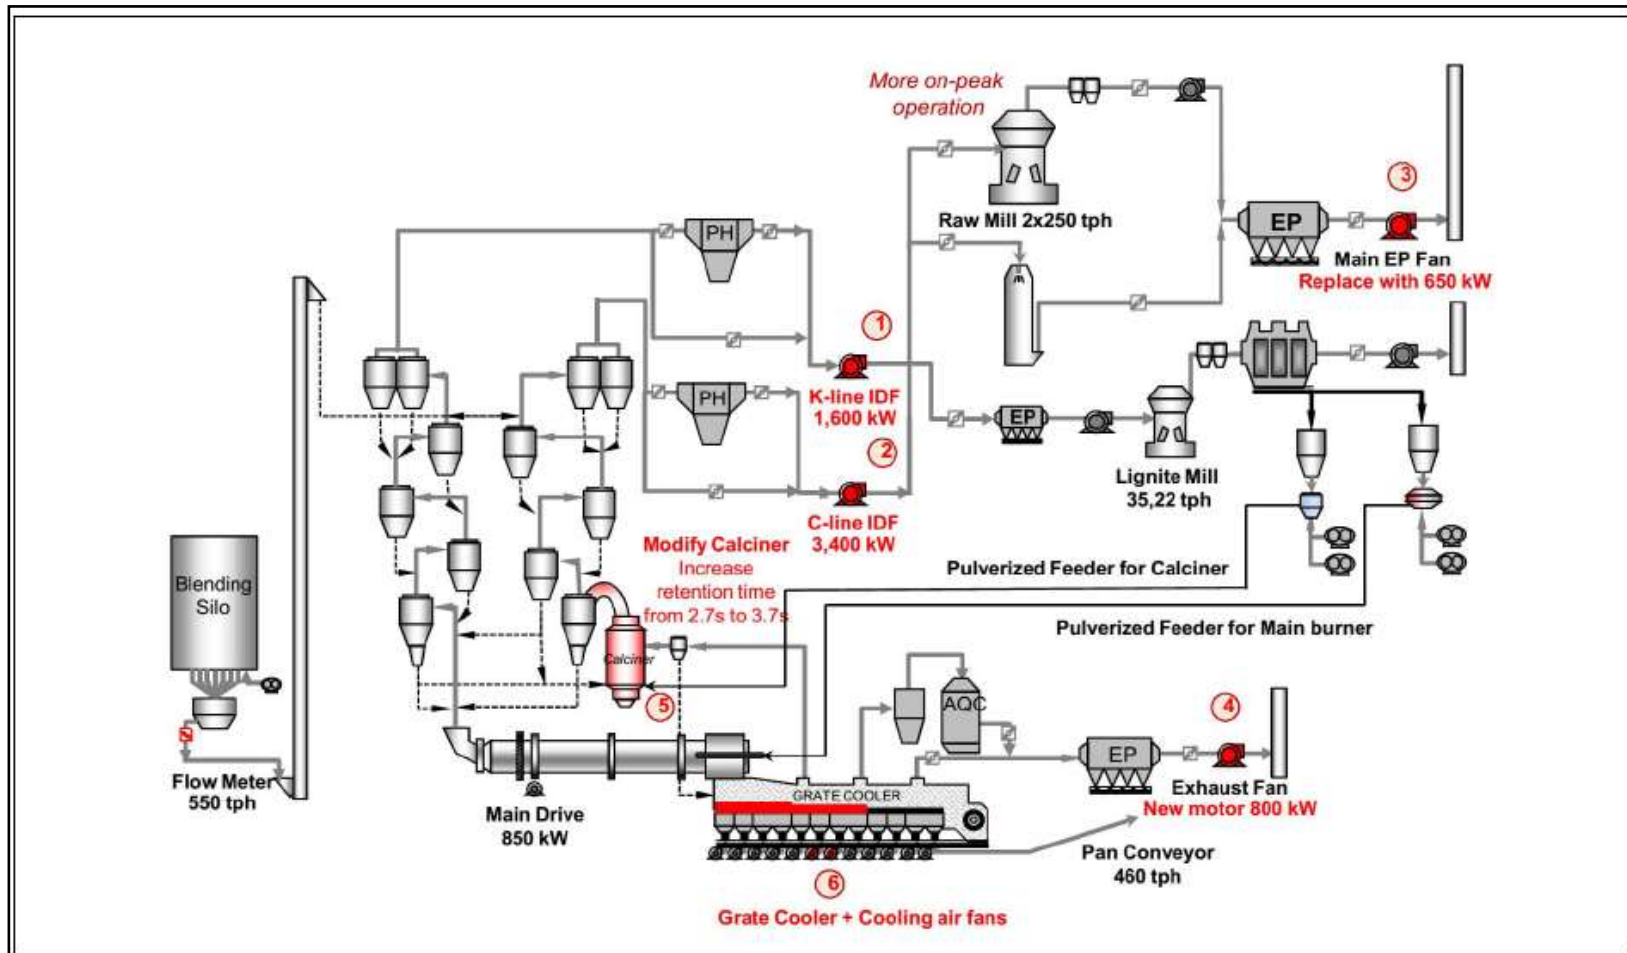 More on-peak
operation
Raw Mill 2x250 tph
3
EP
Main EP Fan
Replace with 650 kW
PH
1
K-line IDF
1,600 kW
PH
2
C-line IDF
3,400 kW
EP
Lignite Mill
35,22 tph
Modify Calciner
Increase
retention time
from 2.7s to 3.7s
Pulverized Feeder for Calciner
Pulverized Feeder for Main burner
Blending
Silo
Calciner
5
Flow Meter
550 tph
Main Drive
850 kW
AQC
GRATE COOLER
EP
4
Exhaust Fan
New motor 800 kW
Pan Conveyor
460 tph
6
Grate Cooler + Cooling air fans